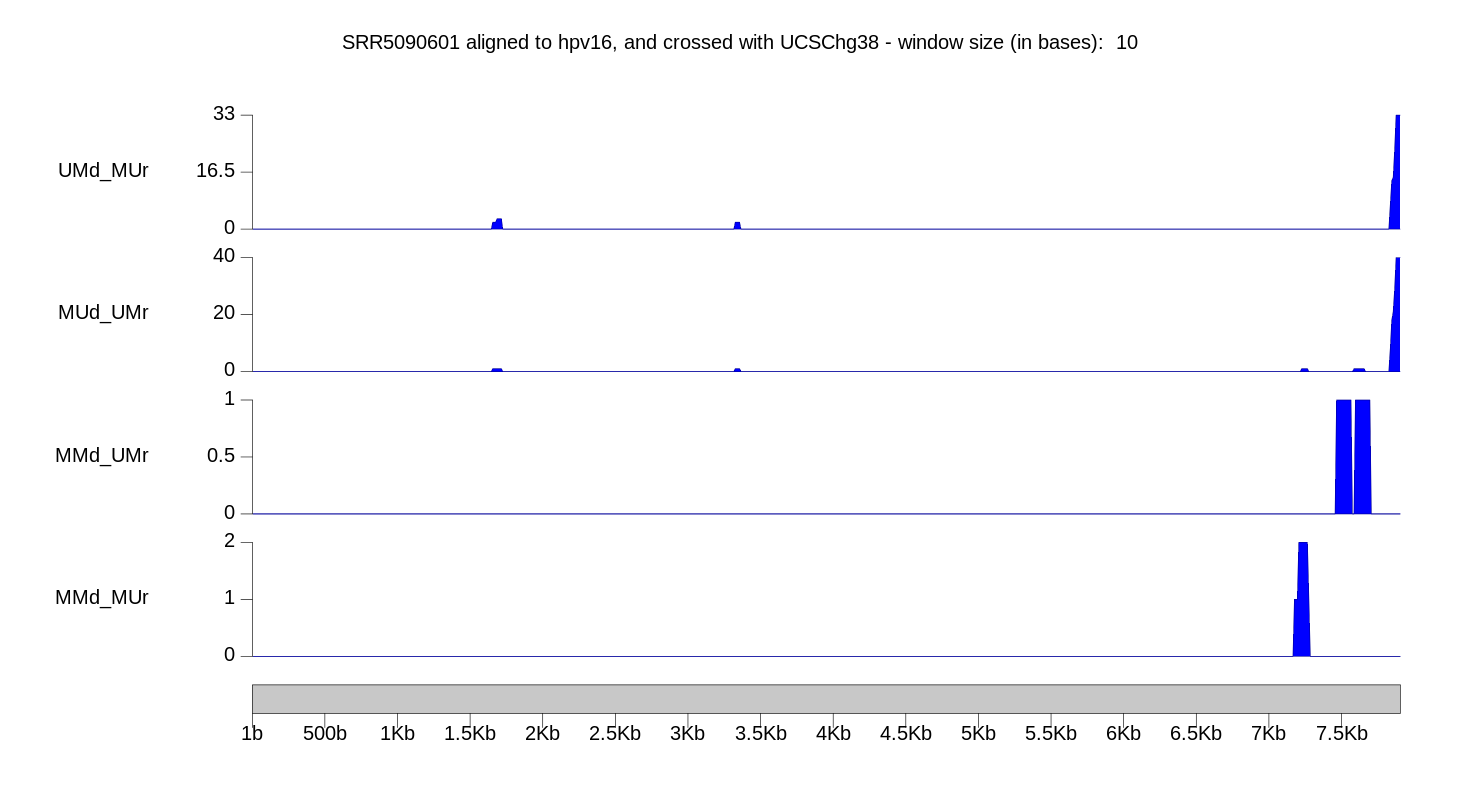 SRR5090601 aligned to hpv16, and crossed with UCSChg38 - window size (in bases):  10
33
UMd_MUr 16.5
0
40
MUd_UMr 20
0
1
MMd_UMr 0.5
0
2
MMd_MUr 1
0
1b 500b 1Kb 1.5Kb 2Kb 2.5Kb 3Kb 3.5Kb 4Kb 4.5Kb 5Kb 5.5Kb 6Kb 6.5Kb 7Kb 7.5Kb